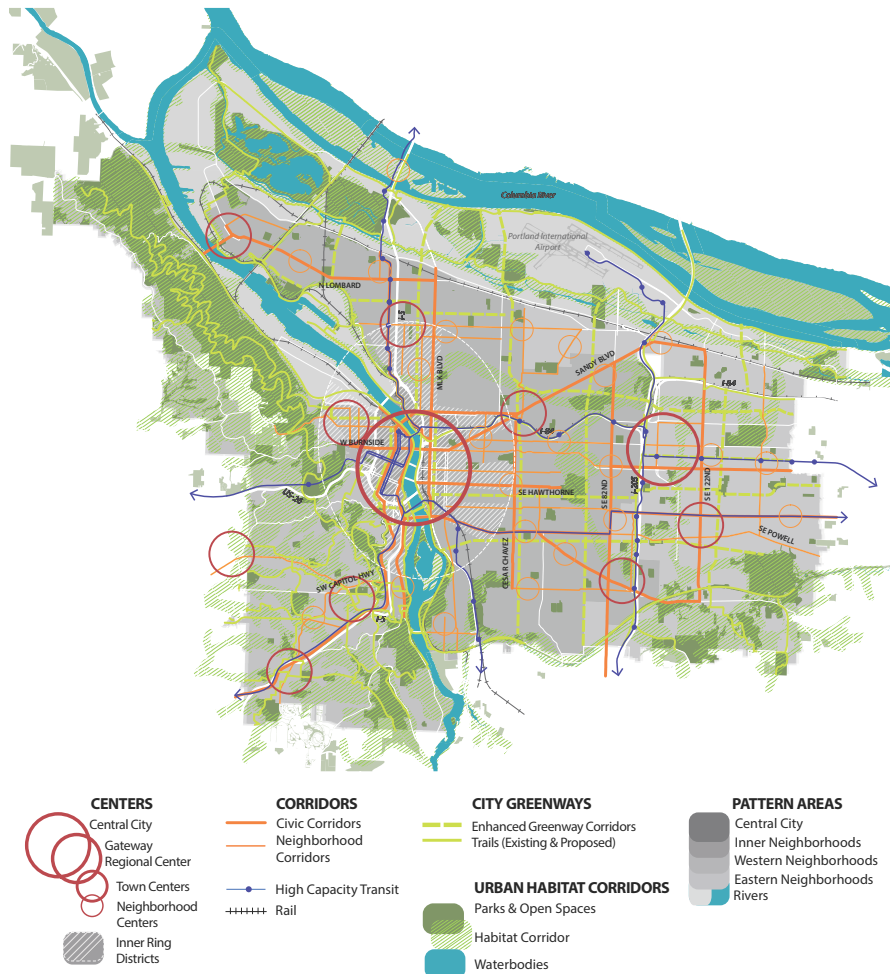 Columbia River
Portland International
Airport
N LOMBARD
I-5
MLK BLVD
SANDY BLVD
I-84
I-84
W BURNSIDE
US-26
SE HAWTHORNE
SE 82ND
I-205
SE 122ND
SE POWELL
CESAR CHAVEZ
SW CAPITOL HWY
I-5
CENTERS
Central City
Gateway
Regional Center
Town Centers
Neighborhood
Centers
Inner Ring
Districts
CORRIDORS
Civic Corridors
Neighborhood
Corridors
High Capacity Transit
Rail
CITY GREENWAYS
Enhanced Greenway Corridors
Trails (Existing & Proposed)
URBAN HABITAT CORRIDORS
Parks & Open Spaces
Habitat Corridor
Waterbodies
PATTERN AREAS
Central City
Inner Neighborhoods
Western Neighborhoods
Eastern Neighborhoods
Rivers